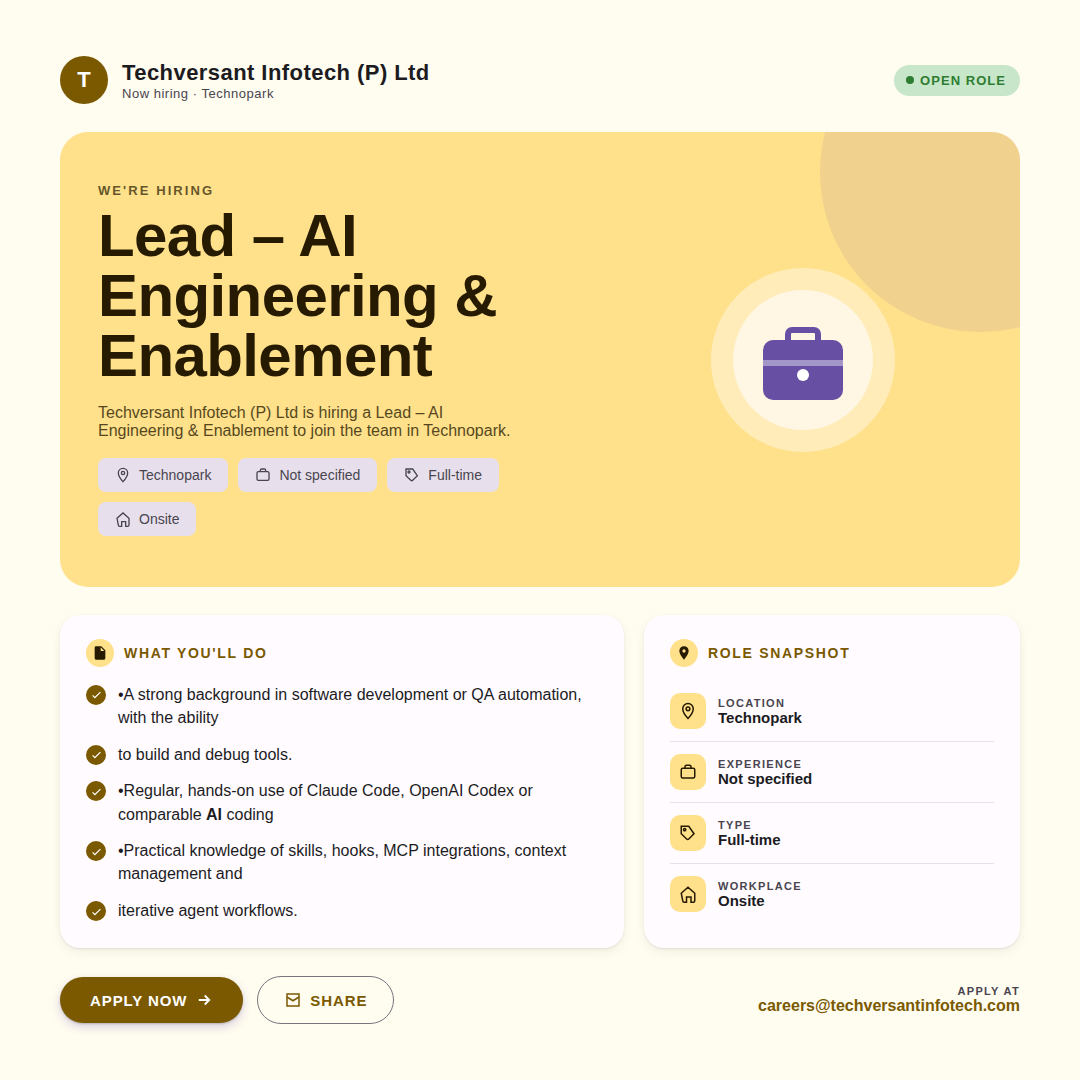 T
Techversant Infotech (P) Ltd
Now hiring · Technopark
OPEN ROLE
WE'RE HIRING
Lead – AI
Engineering &
Enablement
Techversant Infotech (P) Ltd is hiring a Lead – AI
Engineering & Enablement to join the team in Technopark.
Technopark
Not specified
Full-time
Onsite
WHAT YOU'LL DO
•A strong background in software development or QA automation,
with the ability
to build and debug tools.
•Regular, hands-on use of Claude Code, OpenAI Codex or
comparable AI coding
•Practical knowledge of skills, hooks, MCP integrations, context
management and
iterative agent workflows.
ROLE SNAPSHOT
LOCATION
Technopark
EXPERIENCE
Not specified
TYPE
Full-time
WORKPLACE
Onsite
APPLY NOW
SHARE
APPLY AT
careers@techversantinfotech.com